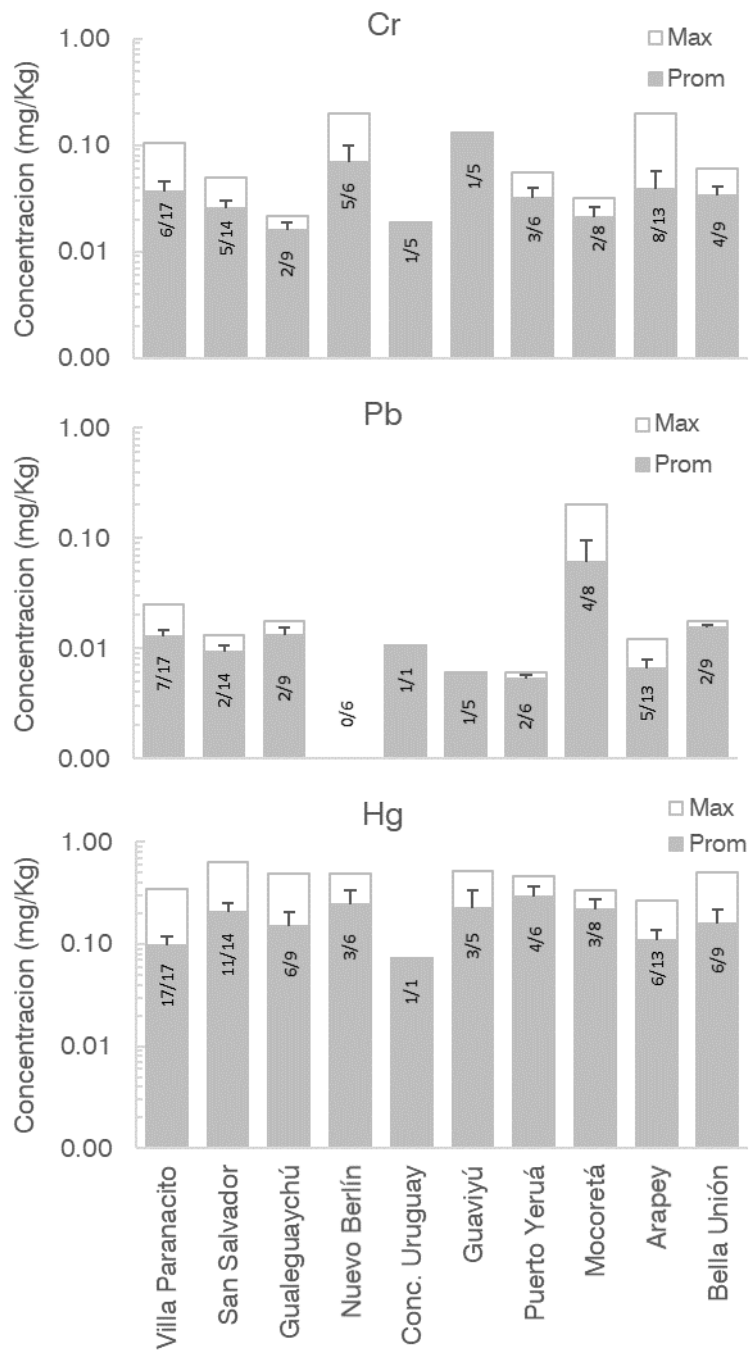 Cr
Concentracion (mg/Kg)
1.00
0.10
0.01
0.00
Max
Prom
6/17
5/14
2/9
5/6
1/5
1/5
3/6
2/8
8/13
4/9
Pb
Concentracion (mg/Kg)
1.00
0.10
0.01
0.00
Max
Prom
7/17
2/14
2/9
0/6
1/1
1/5
2/6
4/8
5/13
2/9
Hg
Concentracion (mg/Kg)
1.00
0.10
0.01
0.00
Max
Prom
17/17
11/14
6/9
3/6
1/1
3/5
4/6
3/8
6/13
6/9
Villa Paranacito
San Salvador
Gualeguaychú
Nuevo Berlín
Conc. Uruguay
Guaviyú
Puerto Yeruá
Mocoretá
Arapey
Bella Unión